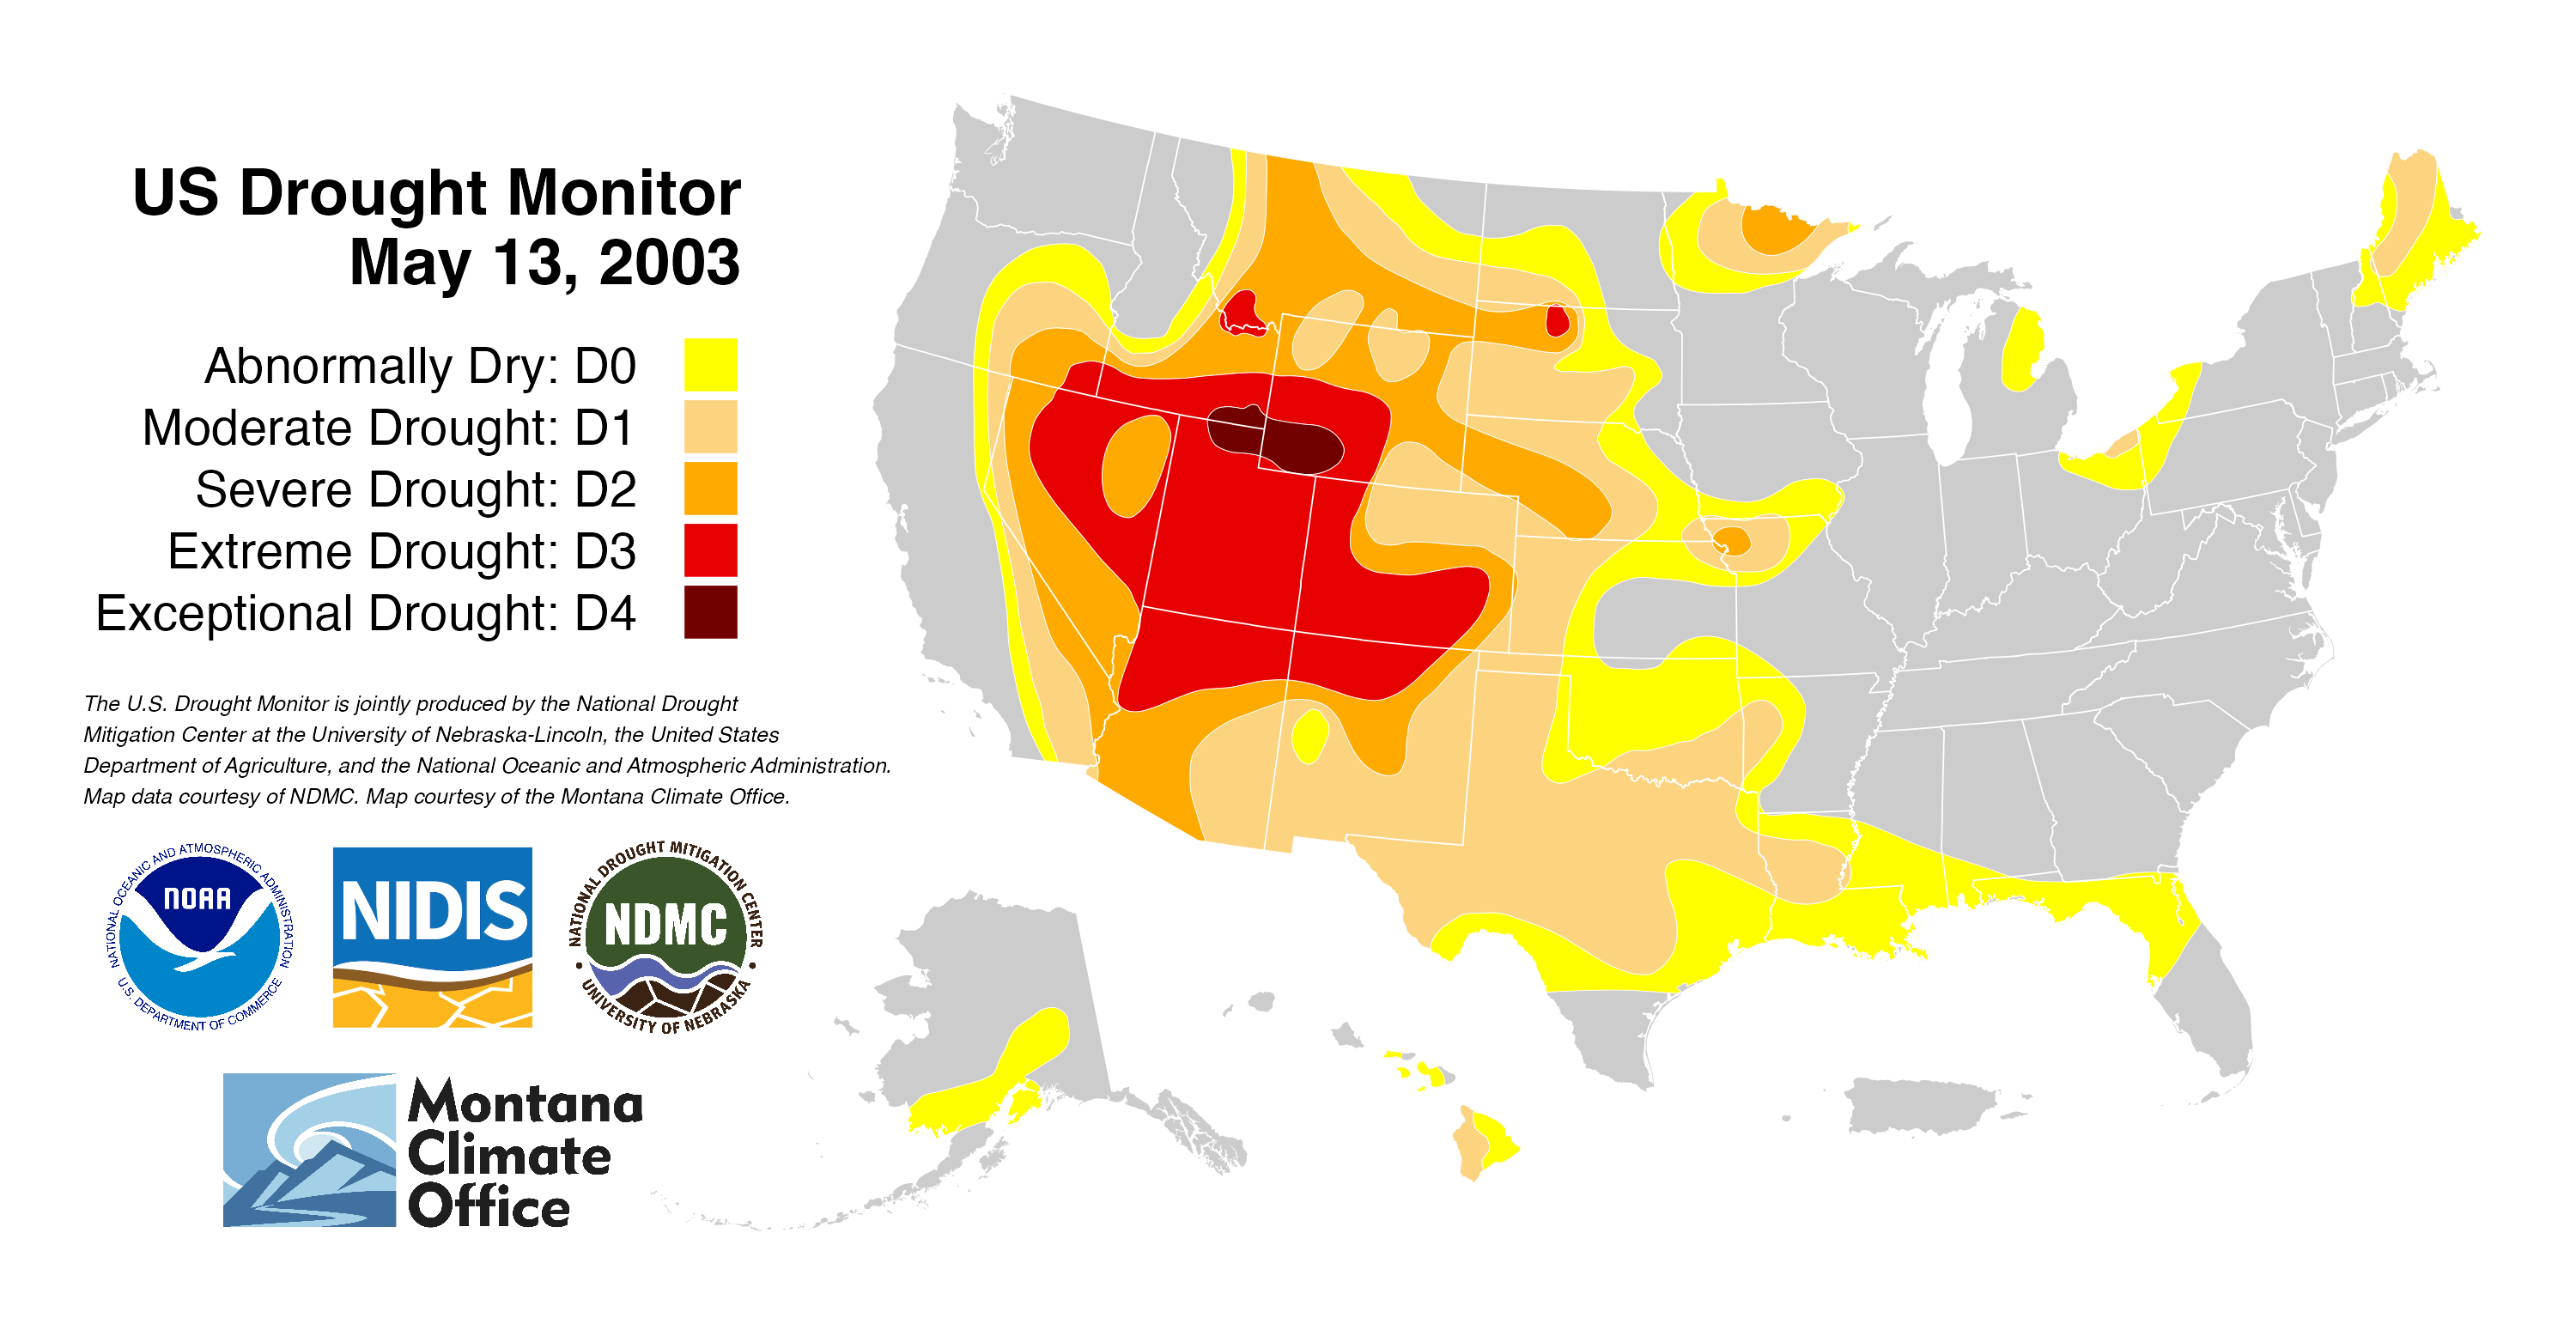 US Drought Monitor
May 13, 2003
Abnormally Dry: D0
Moderate Drought: D1
Severe Drought: D2
Extreme Drought: D3
Exceptional Drought: D4
The U.S. Drought Monitor is jointly produced by the National Drought
Mitigation Center at the University of Nebraska-Lincoln, the United States
Department of Agriculture, and the National Oceanic and Atmospheric Administration.
Map data courtesy of NDMC. Map courtesy of the Montana Climate Office.
NATIONAL OCEANIC AND ATMOSPHERIC ADMINISTRATION
NOAA
U.S. DEPARTMENT OF COMMERCE
NIDIS
NATIONAL DROUGHT MITIGATION CENTER
NDMC
UNIVERSITY OF NEBRASKA
Montana
Climate
Office